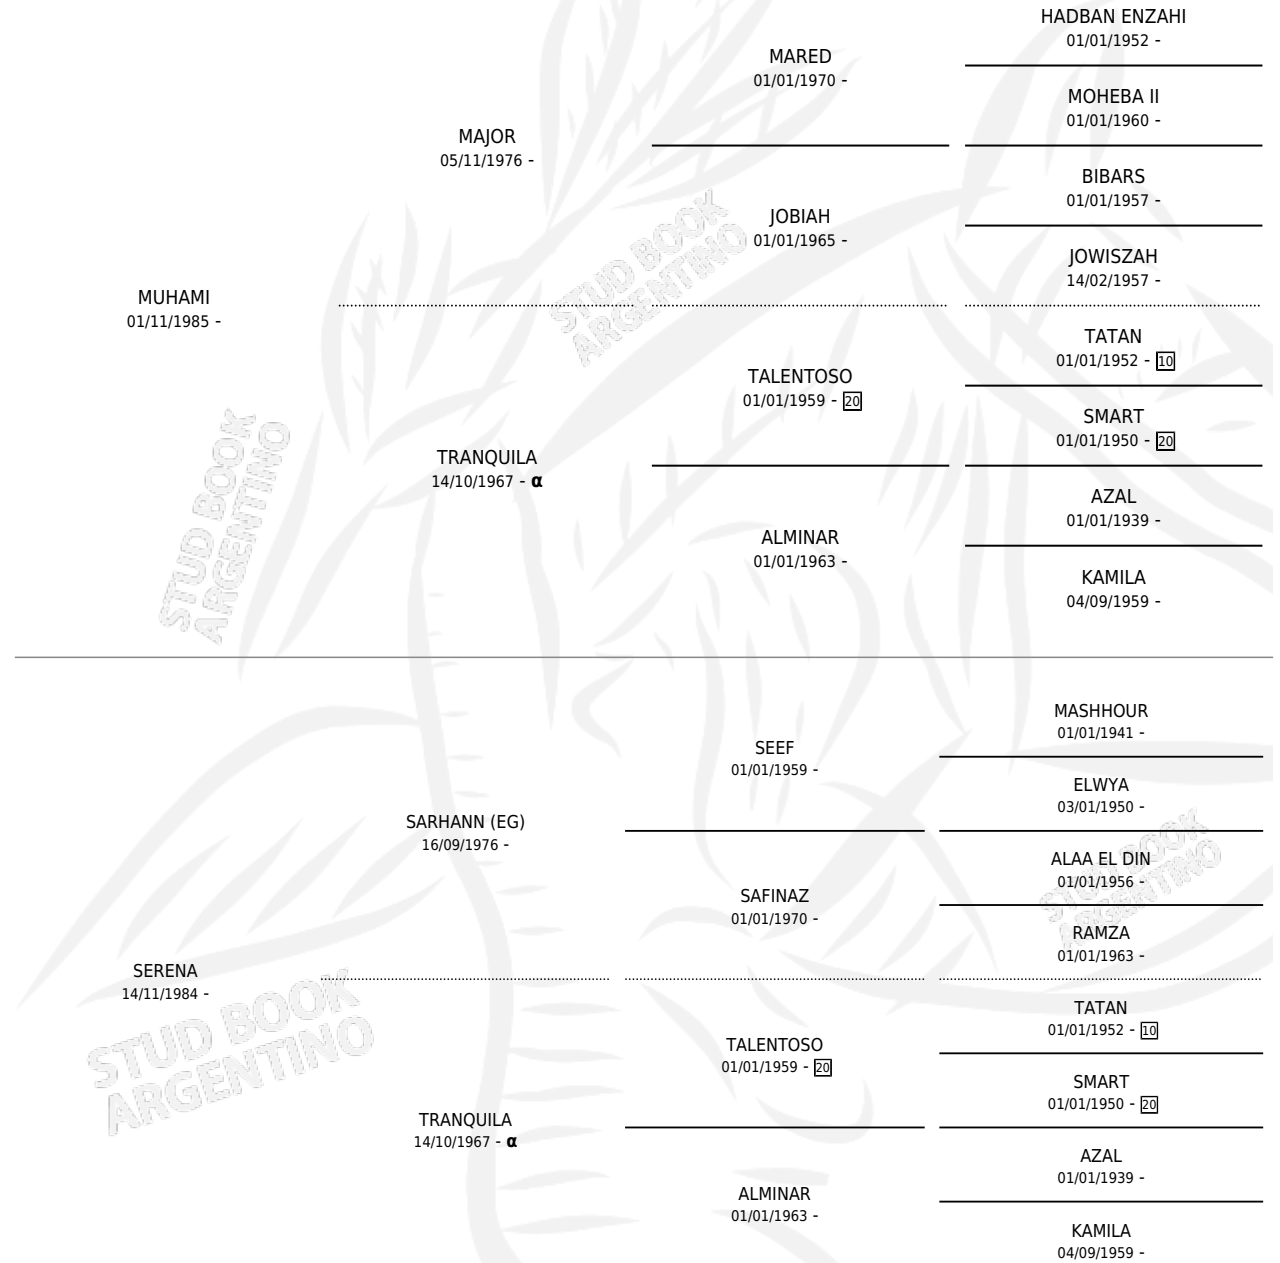 HADBAN ENZAHI
01/01/1952 -
MARED
01/01/1970 -
MOHEBA II
01/01/1960 -
MAJOR
05/11/1976 -
BIBARS
01/01/1957 -
JOBIAH
01/01/1965 -
JOWISZAH
14/02/1957 -
MUHAMI
01/11/1985 -
TATAN
01/01/1952 - 10
TALENTOSO
01/01/1959 - 20
SMART
01/01/1950 - 20
TRANQUILA
14/10/1967 - α
AZAL
01/01/1939 -
ALMINAR
01/01/1963 -
KAMILA
04/09/1959 -
STUD BOOK
ARGENTINO
STUD BOOK
ARGENTINO
MASHHOUR
01/01/1941 -
SEEF
01/01/1959 -
ELWYA
03/01/1950 -
SARHANN (EG)
16/09/1976 -
ALAA EL DIN
01/01/1956 -
SAFINAZ
01/01/1970 -
RAMZA
01/01/1963 -
SERENA
14/11/1984 -
TATAN
01/01/1952 - 10
TALENTOSO
01/01/1959 - 20
SMART
01/01/1950 - 20
TRANQUILA
14/10/1967 - α
AZAL
01/01/1939 -
ALMINAR
01/01/1963 -
KAMILA
04/09/1959 -
STUD BOOK
ARGENTINO
STUD BOOK
ARGENTINO